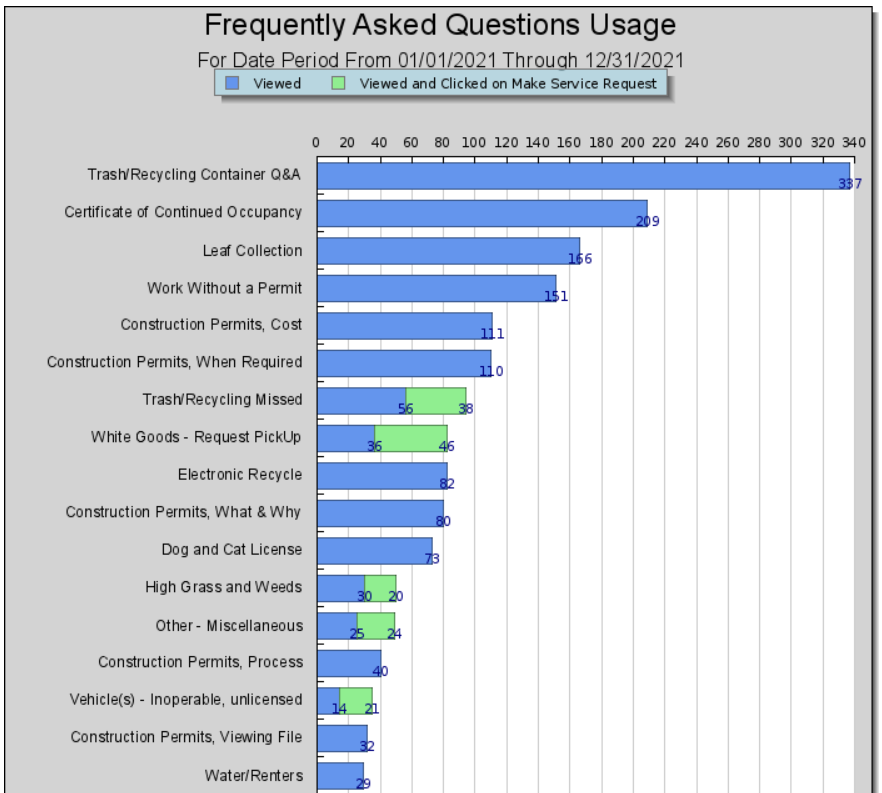 Frequently Asked Questions Usage
For Date Period From 01/01/2021 Through 12/31/2021
Viewed Viewed and Clicked on Make Service Request
0 20 40 60 80 100 120 140 160 180 200 220 240 260 280 300 320 340
Trash/Recycling Container Q&A 337
Certificate of Continued Occupancy 209
Leaf Collection 166
Work Without a Permit 151
Construction Permits, Cost 111
Construction Permits, When Required 110
Trash/Recycling Missed 56 38
White Goods - Request PickUp 36 46
Electronic Recycle 82
Construction Permits, What & Why 80
Dog and Cat License 73
High Grass and Weeds 30 20
Other - Miscellaneous 25 24
Construction Permits, Process 40
Vehicle(s) - Inoperable, unlicensed 14 21
Construction Permits, Viewing File 32
Water/Renters 29